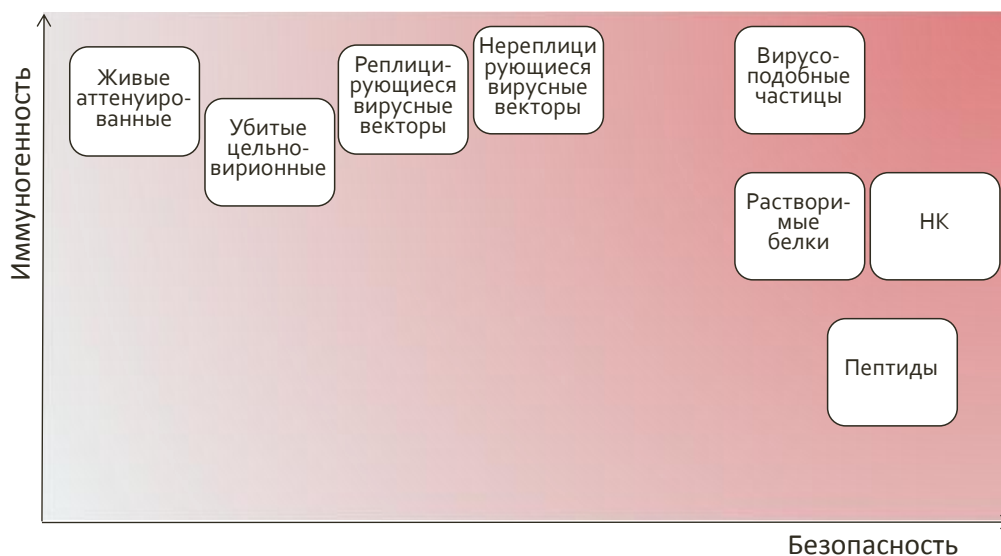 Иммуногенность
Живые
аттенуиро-
ванные
Убитые
цельно-
вирионные
Реплици-
рующиеся
вирусные
векторы
Нереплици
рующиеся
вирусные
векторы
Вирусо-
подобные
частицы
Раствори-
мые
белки
НК
Пептиды
Безопасность